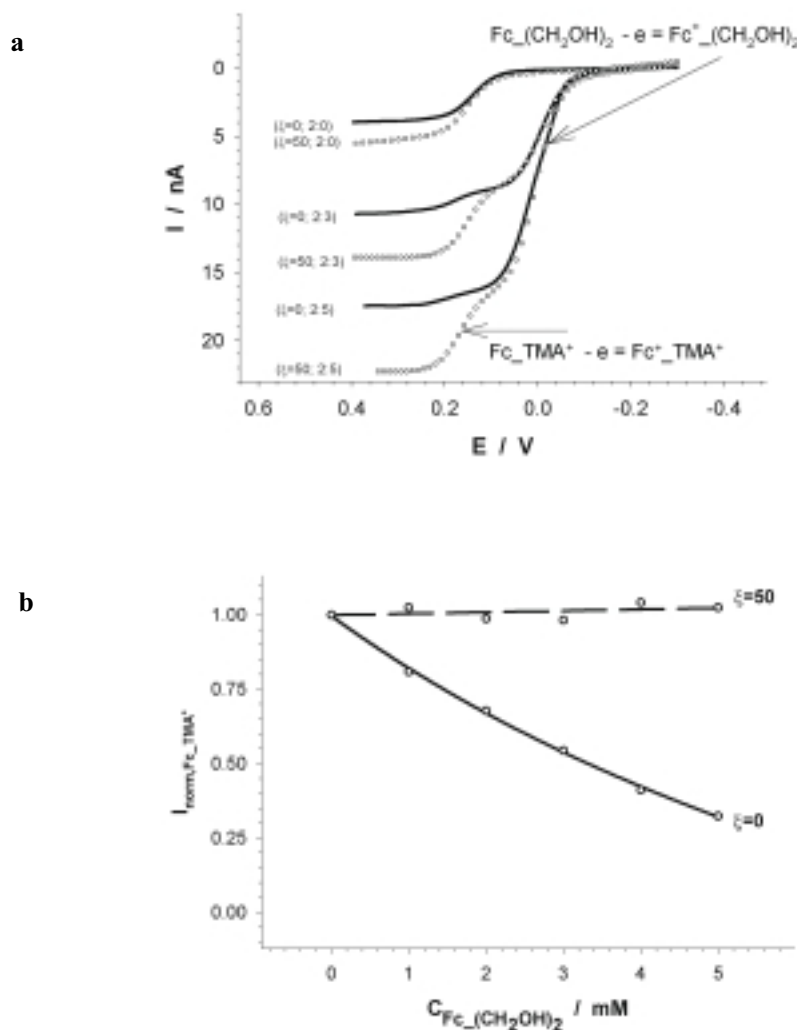 a
Fc_(CH₂OH)₂ - e = Fc⁺_(CH₂OH)₂
0
5
10
15
20
I / nA
(ξ=0; 2:0)
(ξ=50; 2:0)
(ξ=0; 2:3)
(ξ=50; 2:3)
(ξ=0; 2:5)
(ξ=50; 2:5)
Fc_TMA⁺ - e = Fc⁺_TMA⁺
0.6 0.4 0.2 0.0 -0.2 -0.4
E / V
b
1.00
0.75
0.50
0.25
0.00
I norm,Fc_TMA⁺
ξ=50
ξ=0
0 1 2 3 4 5
C Fc_(CH₂OH)₂ / mM